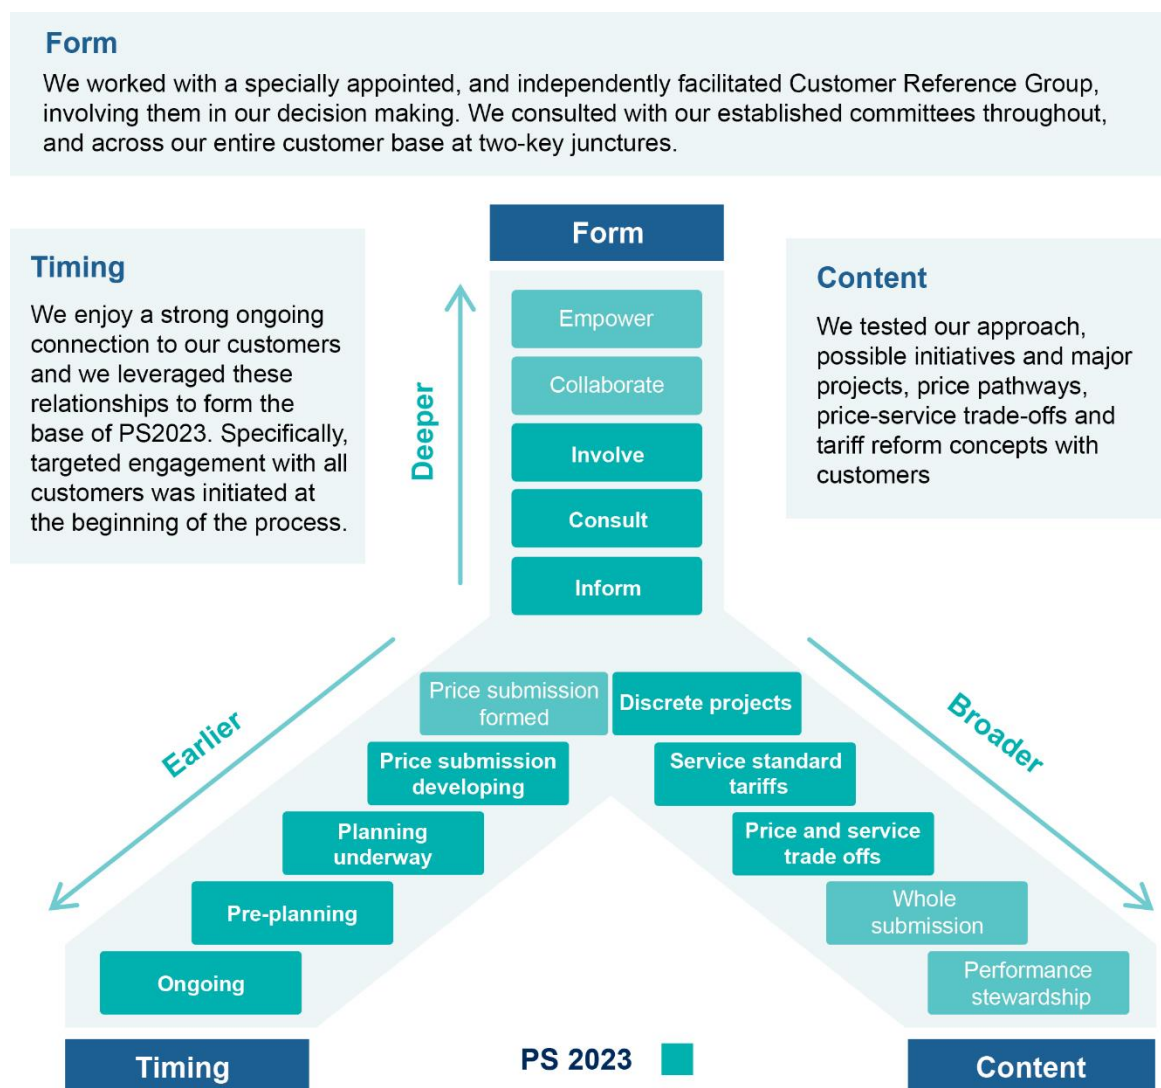 Form
We worked with a specially appointed, and independently facilitated Customer Reference Group,
involving them in our decision making. We consulted with our established committees throughout,
and across our entire customer base at two-key junctures.
Form
Timing
We enjoy a strong ongoing
connection to our customers
and we leveraged these
relationships to form the
base of PS2023. Specifically,
targeted engagement with all
customers was initiated at
the beginning of the process.
Content
We tested our approach,
possible initiatives and major
projects, price pathways,
price-service trade-offs and
tariff reform concepts with
customers
Deeper
Empower
Collaborate
Involve
Consult
Inform
Earlier
Price submission
formed
Price submission
developing
Planning
underway
Pre-planning
Ongoing
Broader
Discrete projects
Service standard
tariffs
Price and service
trade offs
Whole
submission
Performance
stewardship
Timing
PS 2023
Content